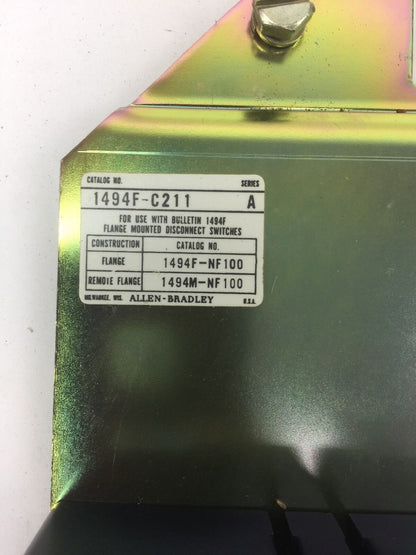 CATALOG NO. SERIES
1494F-C211 A
FOR USE WITH BULLETIN 1494F
FLANGE MOUNTED DISCONNECT SWITCHES
CONSTRUCTION CATALOG NO.
FLANGE 1494F-NF100
REMOTE FLANGE 1494M-NF100
MILWAUKEE, WIS. ALLEN-BRADLEY U.S.A.